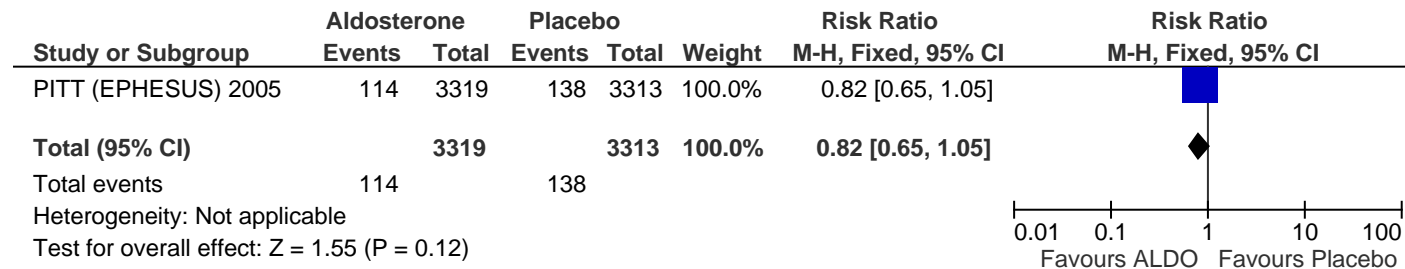 Aldosterone Placebo Risk Ratio Risk Ratio
Study or Subgroup Events Total Events Total Weight M-H, Fixed, 95% CI M-H, Fixed, 95% CI
PITT (EPHESUS) 2005 114 3319 138 3313 100.0% 0.82 [0.65, 1.05]
Total (95% CI) 3319 3313 100.0% 0.82 [0.65, 1.05]
Total events 114 138
Heterogeneity: Not applicable
Test for overall effect: Z = 1.55 (P = 0.12)
0.01 0.1 1 10 100
Favours ALDO Favours Placebo